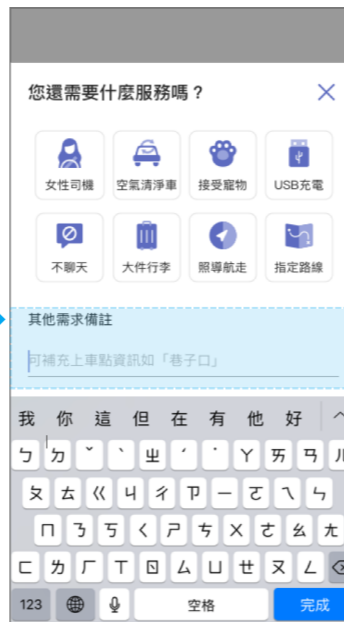 您還需要什麼服務嗎？
女性司機 空氣清淨車 接受寵物 USB充電
不聊天 大件行李 照導航走 指定路線
其他需求備註
可補充上車點資訊如「巷子口」
我 你 這 但 在 有 他 好
ㄅ ㄉ ˇ ˋ ㄓ ˊ ˙ ㄚ ㄞ ㄢ ㄦ
ㄆ ㄊ ㄍ ㄐ ㄔ ㄗ ㄧ ㄛ ㄟ ㄣ
ㄇ ㄋ ㄎ ㄑ ㄕ ㄘ ㄨ ㄜ ㄠ ㄤ
ㄈ ㄌ ㄏ ㄒ ㄖ ㄙ ㄩ ㄝ ㄡ ㄥ
123 空格 完成